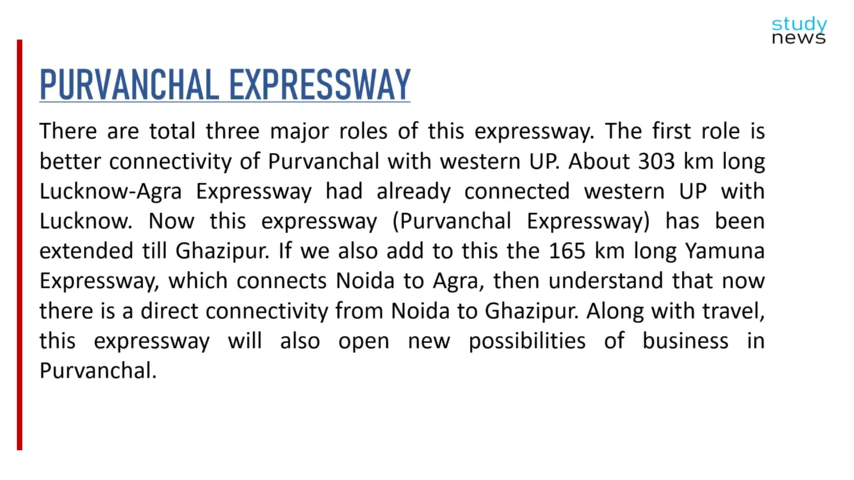 study
news
PURVANCHAL EXPRESSWAY
There are total three major roles of this expressway. The first role is
better connectivity of Purvanchal with western UP. About 303 km long
Lucknow-Agra Expressway had already connected western UP with
Lucknow. Now this expressway (Purvanchal Expressway) has been
extended till Ghazipur. If we also add to this the 165 km long Yamuna
Expressway, which connects Noida to Agra, then understand that now
there is a direct connectivity from Noida to Ghazipur. Along with travel,
this expressway will also open new possibilities of business in
Purvanchal.